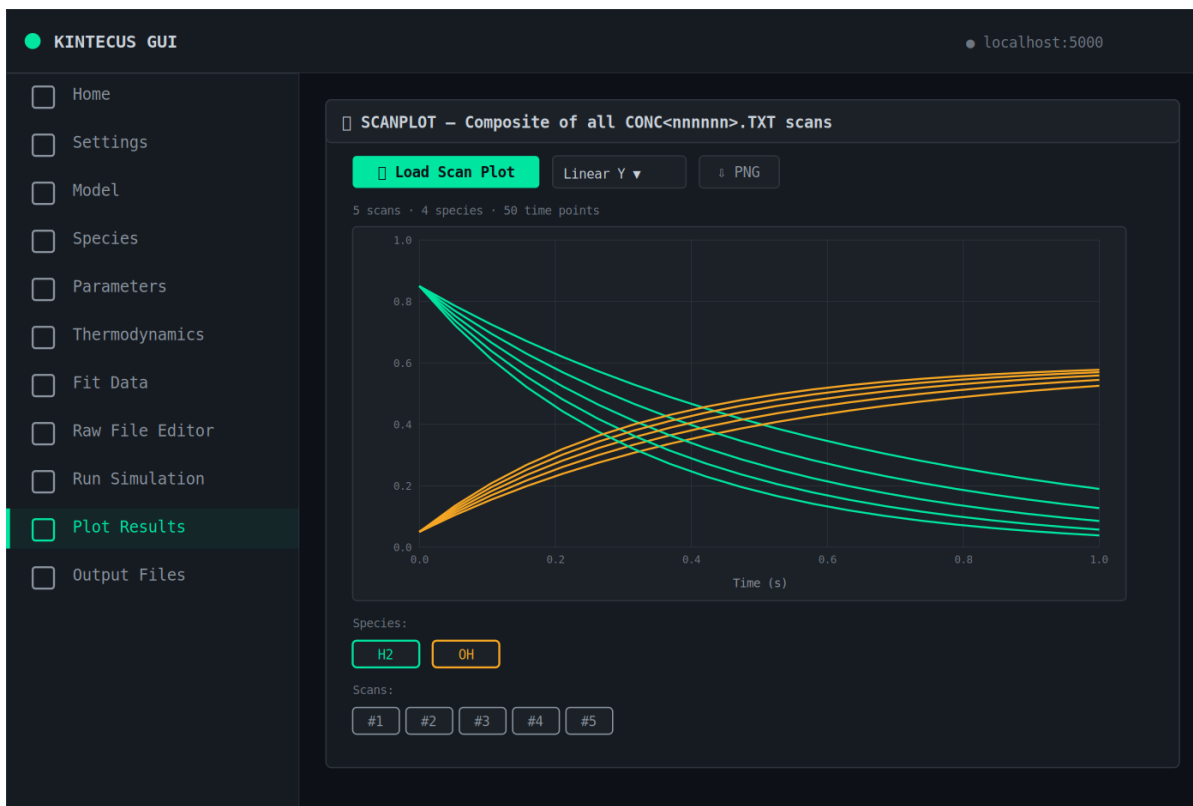 KINTECUS GUI
● localhost:5000
Home
Settings
Model
Species
Parameters
Thermodynamics
Fit Data
Raw File Editor
Run Simulation
Plot Results
Output Files
SCANPLOT — Composite of all CONC<nnnnnn>.TXT scans
Load Scan Plot
Linear Y ▼
⇩ PNG
5 scans · 4 species · 50 time points
1.0
0.8
0.6
0.4
0.2
0.0
0.0 0.2 0.4 0.6 0.8 1.0
Time (s)
Species:
H2 OH
Scans:
#1 #2 #3 #4 #5